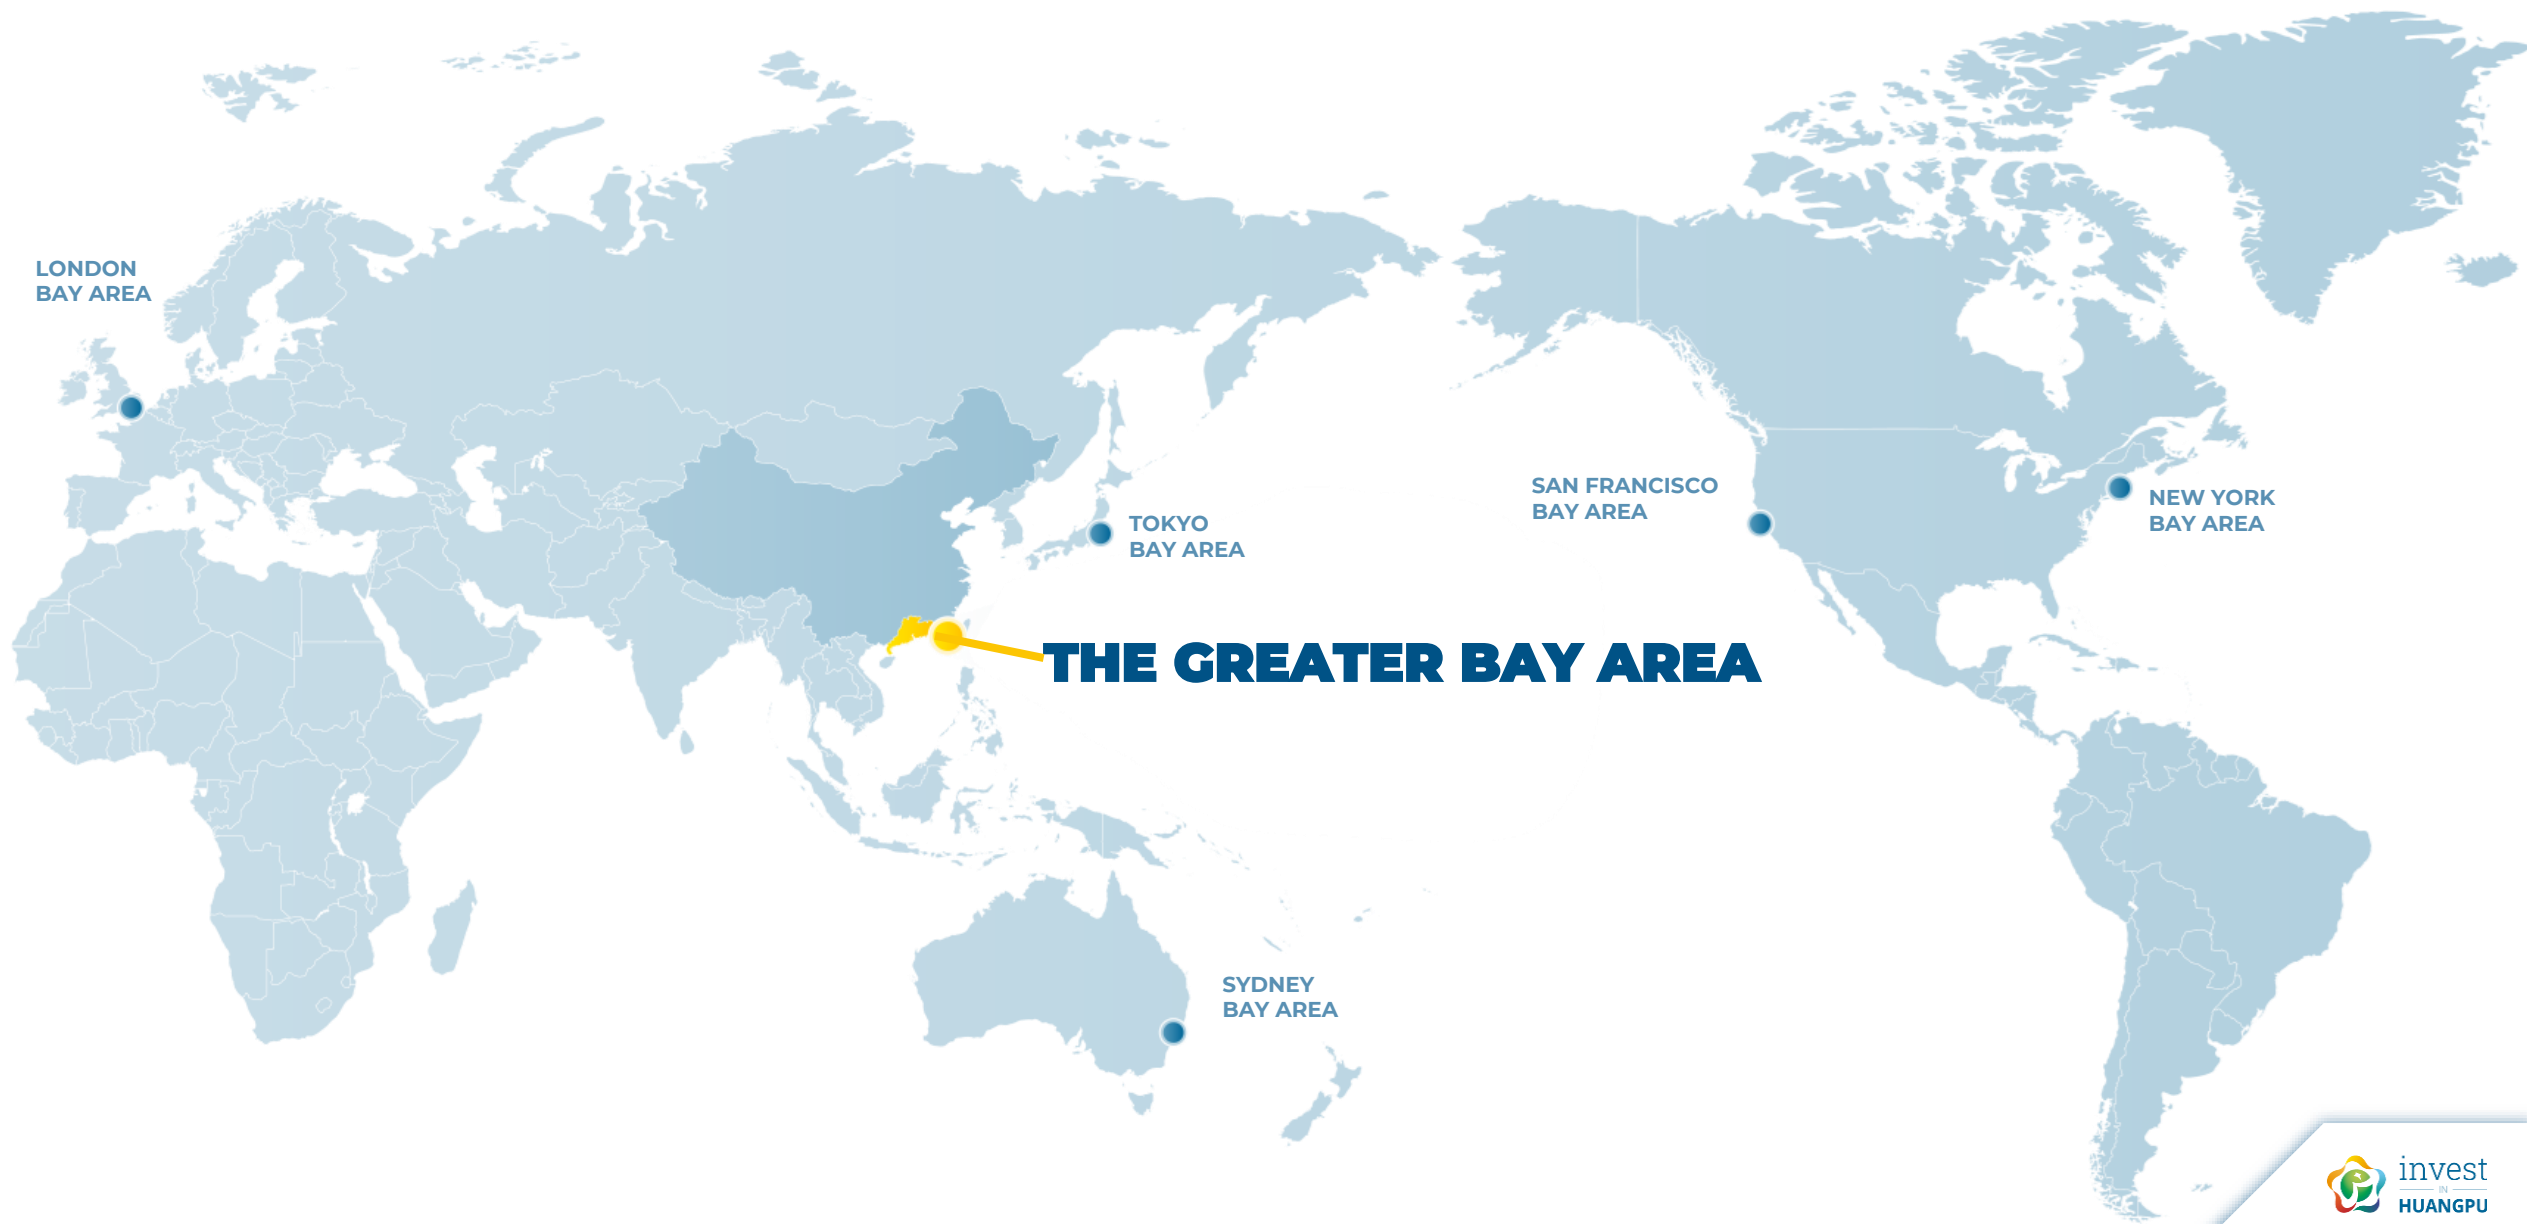 LONDON
BAY AREA
TOKYO
BAY AREA
SAN FRANCISCO
BAY AREA
NEW YORK
BAY AREA
THE GREATER BAY AREA
SYDNEY
BAY AREA
invest
IN
HUANGPU